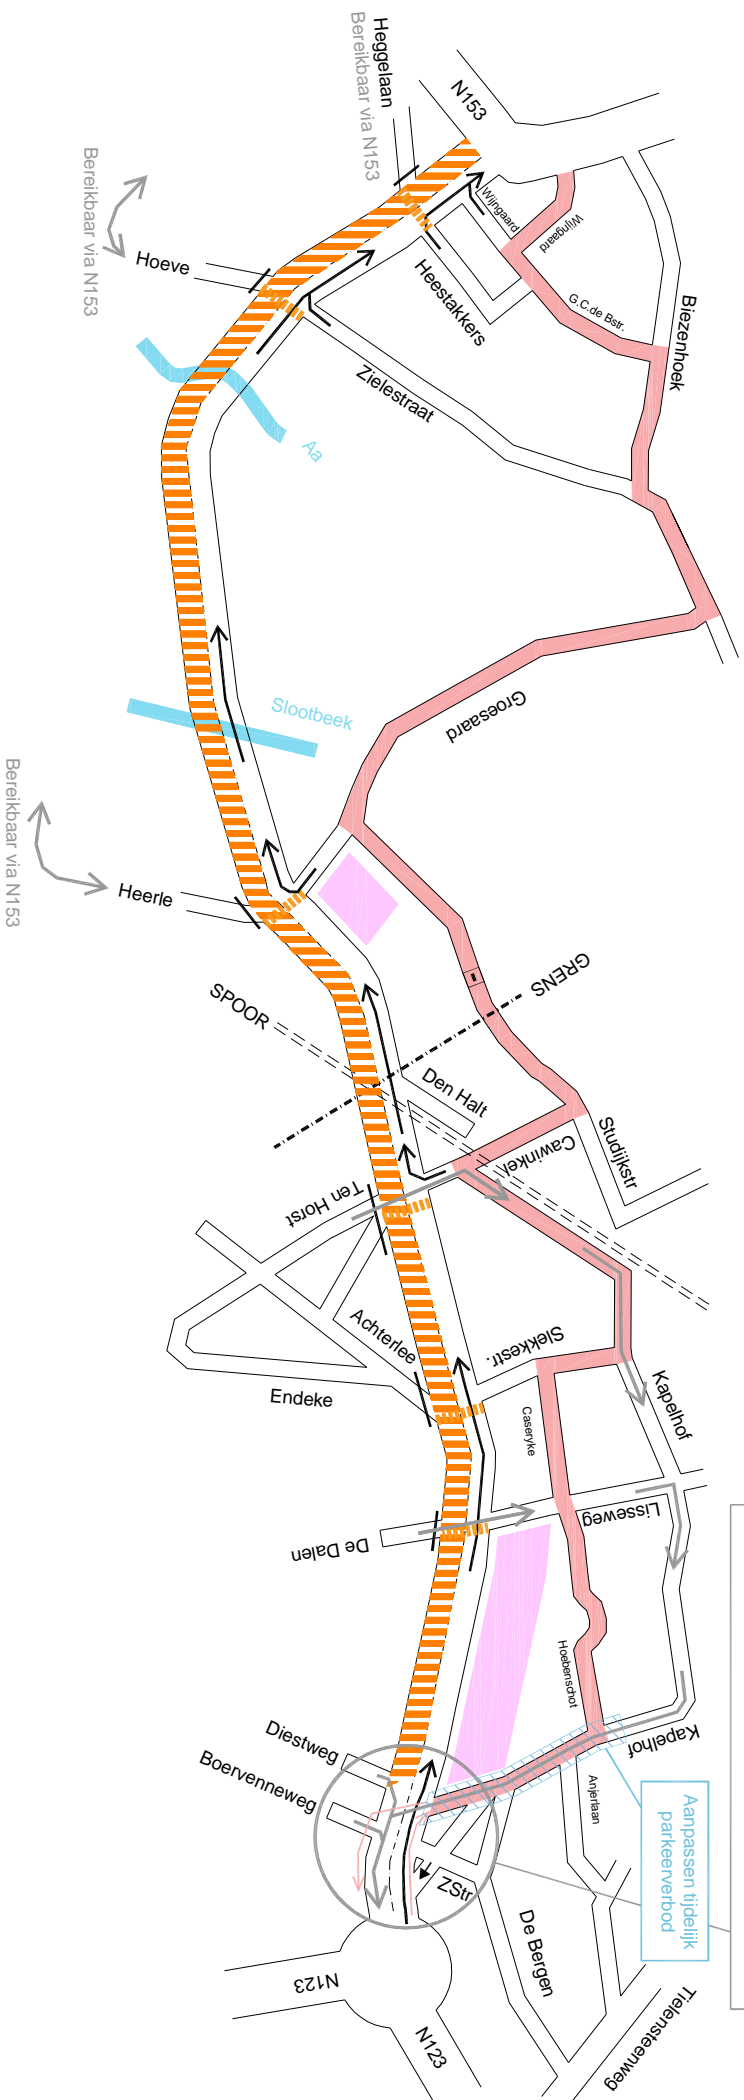 N153
Heggelaan
Bereikbaar via N153
Wijngaard
Wijngaard
Bereikbaar via N153
Hoeve
Heestakkers
G.C.de Bstr.
Biezenhoek
Zielestraat
Aa
Slootbeek
Groesaard
Bereikbaar via N153
Heerle
GRENS
SPOOR
Den Halt
Studijkstr
Cawinkel
Ten Horst
Achterlee
Slekkestr.
Endeke
Kapelhof
Caseryke
Lisseweg
De Dalen
Hoebenschot
Diestweg
Boervenneweg
Kapelhof
Anjerlaan
Aanpassen tijdelijk
parkeerverbod
ZStr
De Bergen
N123
N123
Tielensteenweg